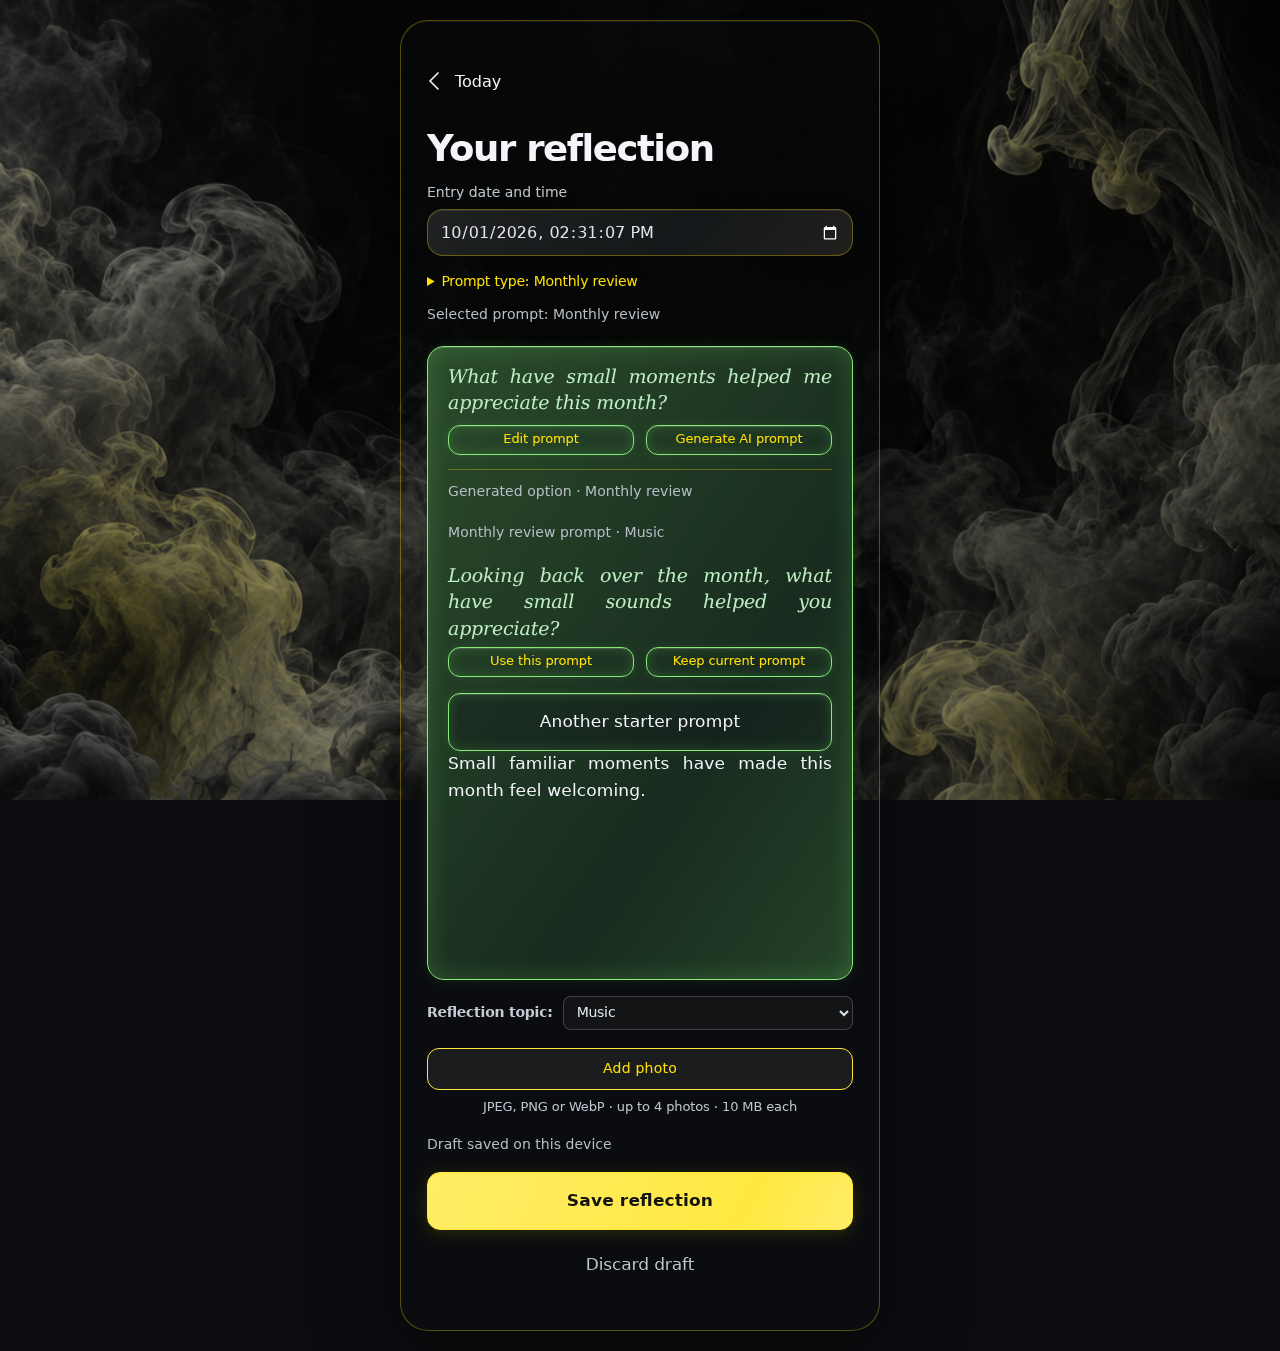 Today
Your reflection
Entry date and time
10/01/2026, 02:31:07 PM
Prompt type: Monthly review
Selected prompt: Monthly review
What have small moments helped me
appreciate this month?
Edit prompt
Generate AI prompt
Generated option · Monthly review
Monthly review prompt · Music
Looking back over the month, what
have small sounds helped you
appreciate?
Use this prompt
Keep current prompt
Another starter prompt
Small familiar moments have made this
month feel welcoming.
Reflection topic:
Music
Add photo
JPEG, PNG or WebP · up to 4 photos · 10 MB each
Draft saved on this device
Save reflection
Discard draft